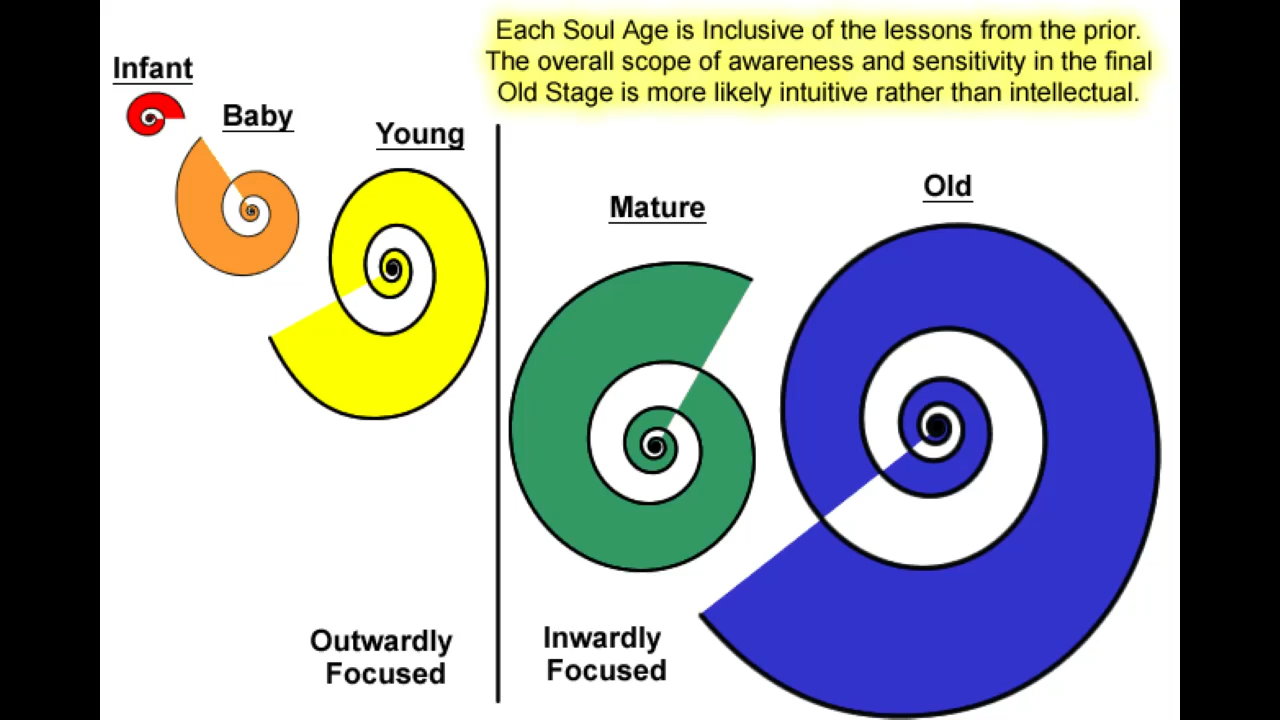 Each Soul Age is Inclusive of the lessons from the prior.
The overall scope of awareness and sensitivity in the final
Old Stage is more likely intuitive rather than intellectual.
Infant
Baby
Young
Mature
Old
Outwardly
Focused
Inwardly
Focused